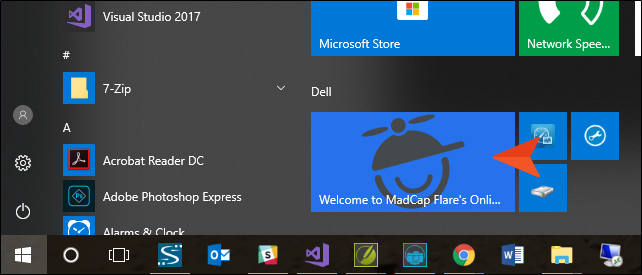 Visual Studio 2017
#
7-Zip
A
Acrobat Reader DC
Adobe Photoshop Express
Alarms & Clock
Microsoft Store
Network Spee...
Dell
Welcome to MadCap Flare's Onli...